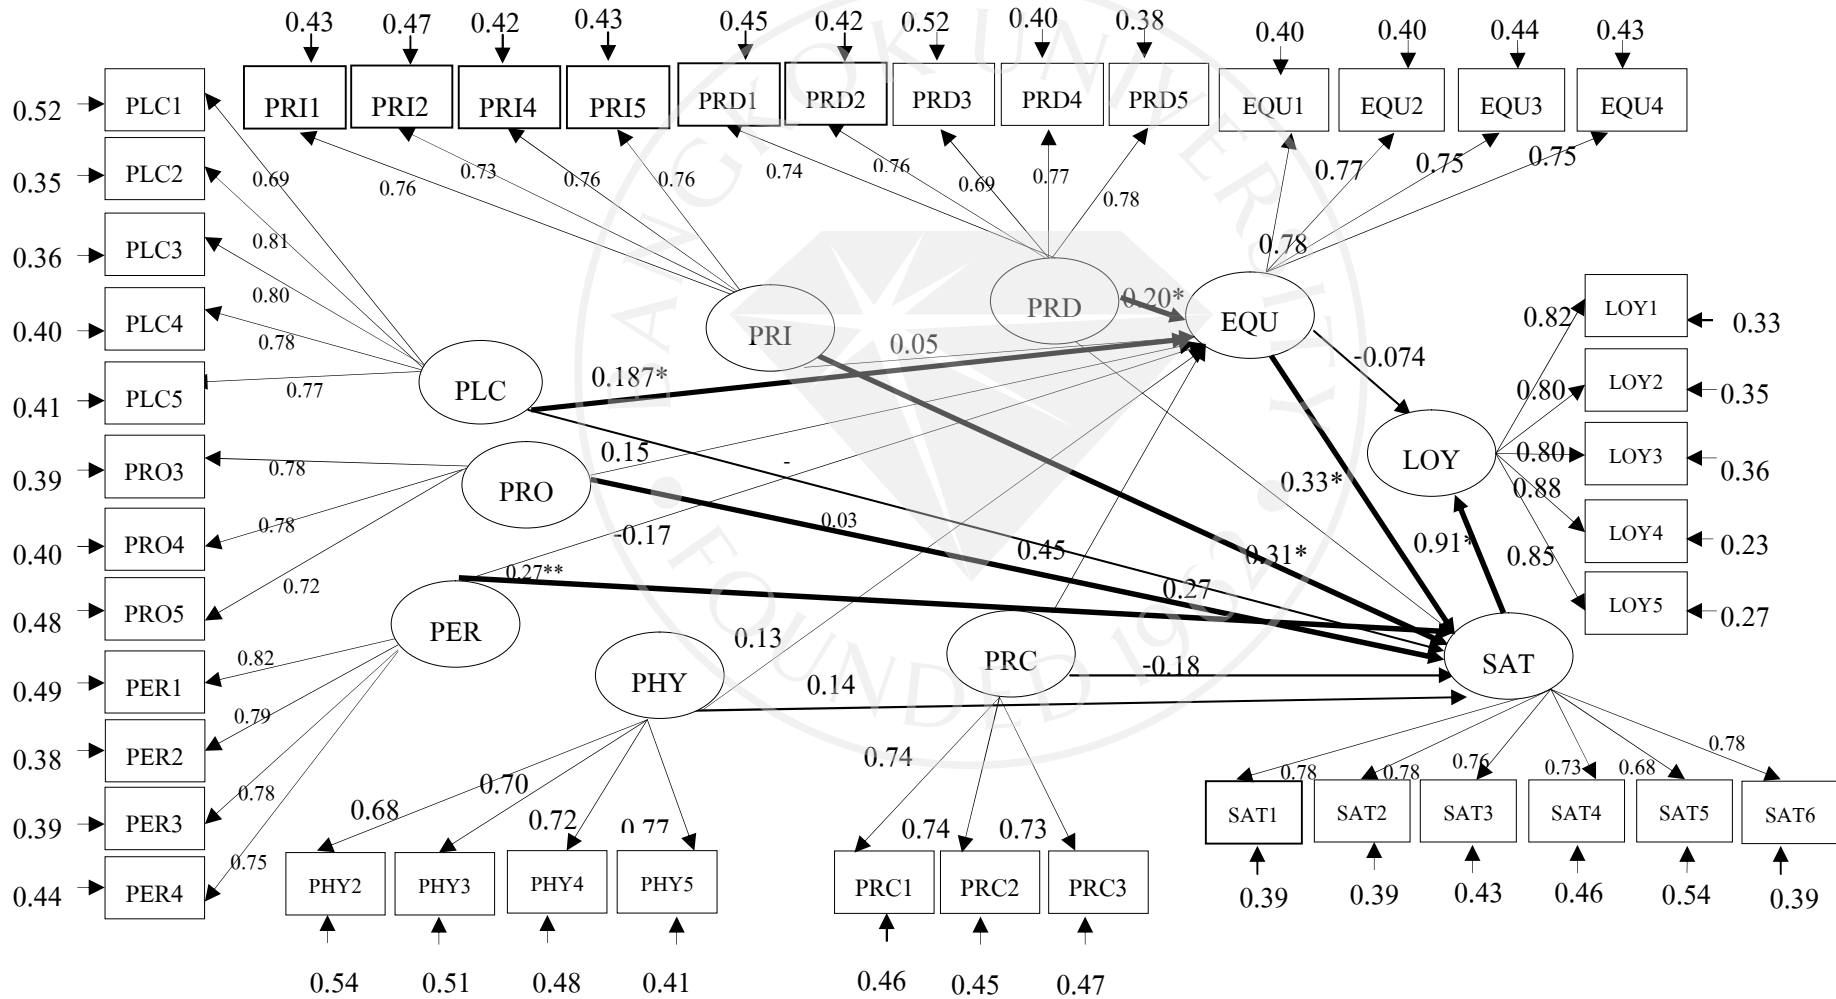 0.43 0.47 0.42 0.43 0.45 0.42 0.52 0.40 0.38 0.40 0.40 0.44 0.43
PRI1 PRI2 PRI4 PRI5 PRD1 PRD2 PRD3 PRD4 PRD5 EQU1 EQU2 EQU3 EQU4
0.52 PLC1
0.35 PLC2
0.36 PLC3
0.40 PLC4
0.41 PLC5
0.39 PRO3
0.40 PRO4
0.48 PRO5
0.49 PER1
0.38 PER2
0.39 PER3
0.44 PER4
0.69
0.81
0.80
0.78
0.77
0.78
0.78
0.72
0.82
0.79
0.78
0.75
0.76 0.73 0.76 0.76 0.74 0.76 0.69 0.77 0.78
0.78 0.77 0.75 0.75
PLC
PRI
PRD
EQU
PRO
PER
PHY
PRC
LOY
SAT
0.20*
0.05
0.187*
-0.074
0.15
-
0.33*
0.03
-0.17
0.45
0.31*
0.91*
0.27**
0.27
0.13
-0.18
0.14
0.82 LOY1 0.33
0.80 LOY2 0.35
0.80 LOY3 0.36
0.88 LOY4 0.23
0.85 LOY5 0.27
0.68 0.70 0.72 0.77
PHY2 PHY3 PHY4 PHY5
0.54 0.51 0.48 0.41
0.74 0.74 0.73
PRC1 PRC2 PRC3
0.46 0.45 0.47
0.78 0.78 0.76 0.73 0.68 0.78
SAT1 SAT2 SAT3 SAT4 SAT5 SAT6
0.39 0.39 0.43 0.46 0.54 0.39
BANGKOK UNIVERSITY
FOUNDED 1962